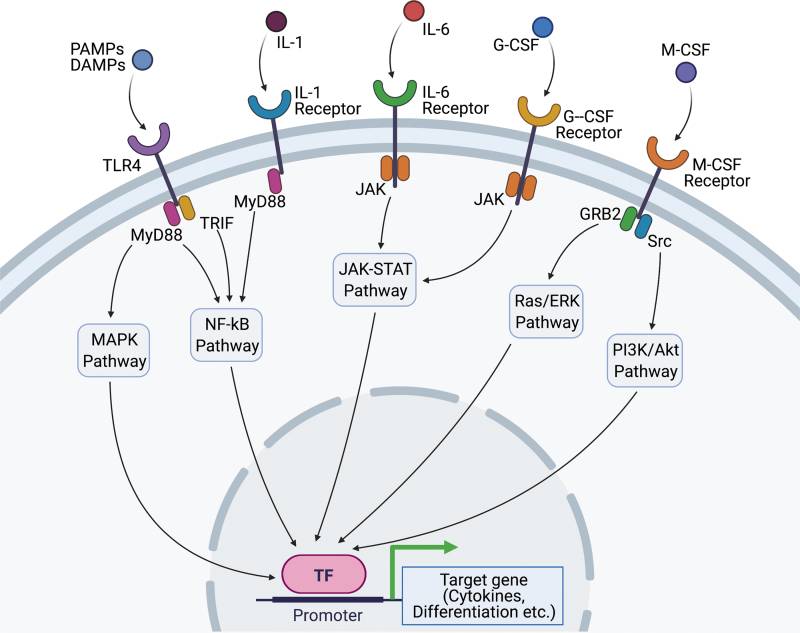 PAMPs
DAMPs
IL-1
IL-6
G-CSF
M-CSF
IL-1
Receptor
IL-6
Receptor
G--CSF
Receptor
TLR4
M-CSF
Receptor
JAK
JAK
MyD88
GRB2
TRIF
MyD88
Src
JAK-STAT
Pathway
Ras/ERK
Pathway
NF-kB
Pathway
MAPK
Pathway
PI3K/Akt
Pathway
TF
Promoter
Target gene
(Cytokines,
Differentiation etc.)